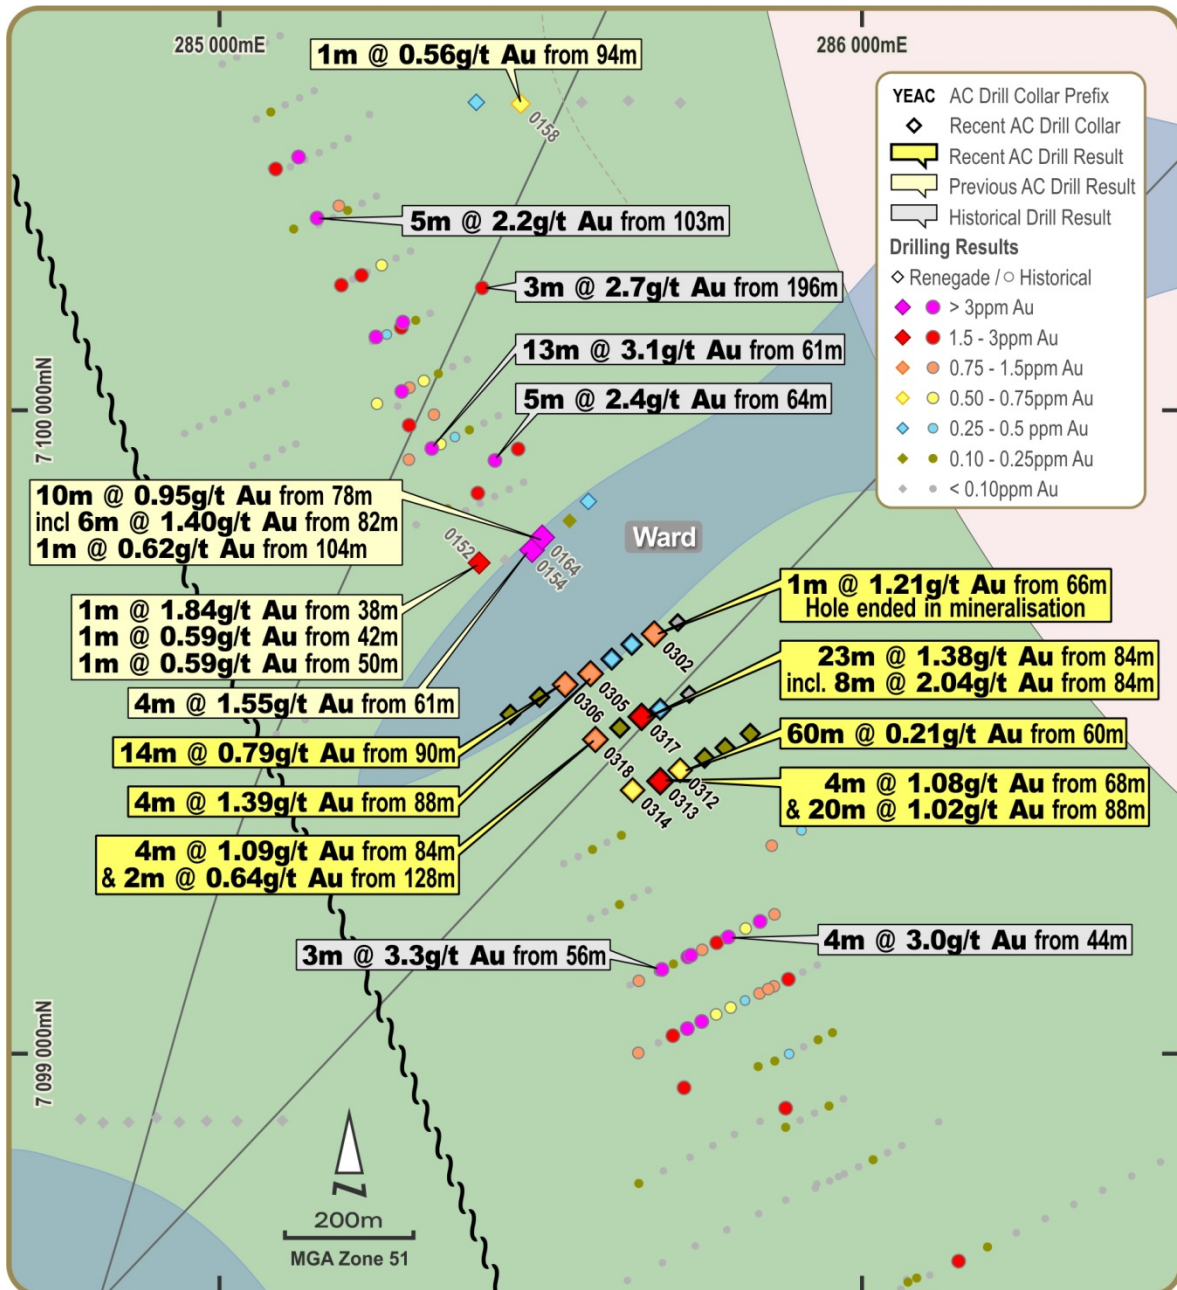 285 000mE
286 000mE
1m @ 0.56g/t Au from 94m
0158
YEAC AC Drill Collar Prefix
Recent AC Drill Collar
Recent AC Drill Result
Previous AC Drill Result
Historical Drill Result
Drilling Results
Renegade / Historical
> 3ppm Au
1.5 - 3ppm Au
0.75 - 1.5ppm Au
0.50 - 0.75ppm Au
0.25 - 0.5 ppm Au
0.10 - 0.25ppm Au
< 0.10ppm Au
5m @ 2.2g/t Au from 103m
3m @ 2.7g/t Au from 196m
13m @ 3.1g/t Au from 61m
5m @ 2.4g/t Au from 64m
7 100 000mN
10m @ 0.95g/t Au from 78m
incl 6m @ 1.40g/t Au from 82m
1m @ 0.62g/t Au from 104m
0152
0164
0154
Ward
1m @ 1.84g/t Au from 38m
1m @ 0.59g/t Au from 42m
1m @ 0.59g/t Au from 50m
4m @ 1.55g/t Au from 61m
1m @ 1.21g/t Au from 66m
Hole ended in mineralisation
0302
23m @ 1.38g/t Au from 84m
incl. 8m @ 2.04g/t Au from 84m
0305
0306
0317
14m @ 0.79g/t Au from 90m
60m @ 0.21g/t Au from 60m
0318
0312
0313
0314
4m @ 1.39g/t Au from 88m
4m @ 1.08g/t Au from 68m
& 20m @ 1.02g/t Au from 88m
4m @ 1.09g/t Au from 84m
& 2m @ 0.64g/t Au from 128m
3m @ 3.3g/t Au from 56m
4m @ 3.0g/t Au from 44m
7 099 000mN
N
200m
MGA Zone 51